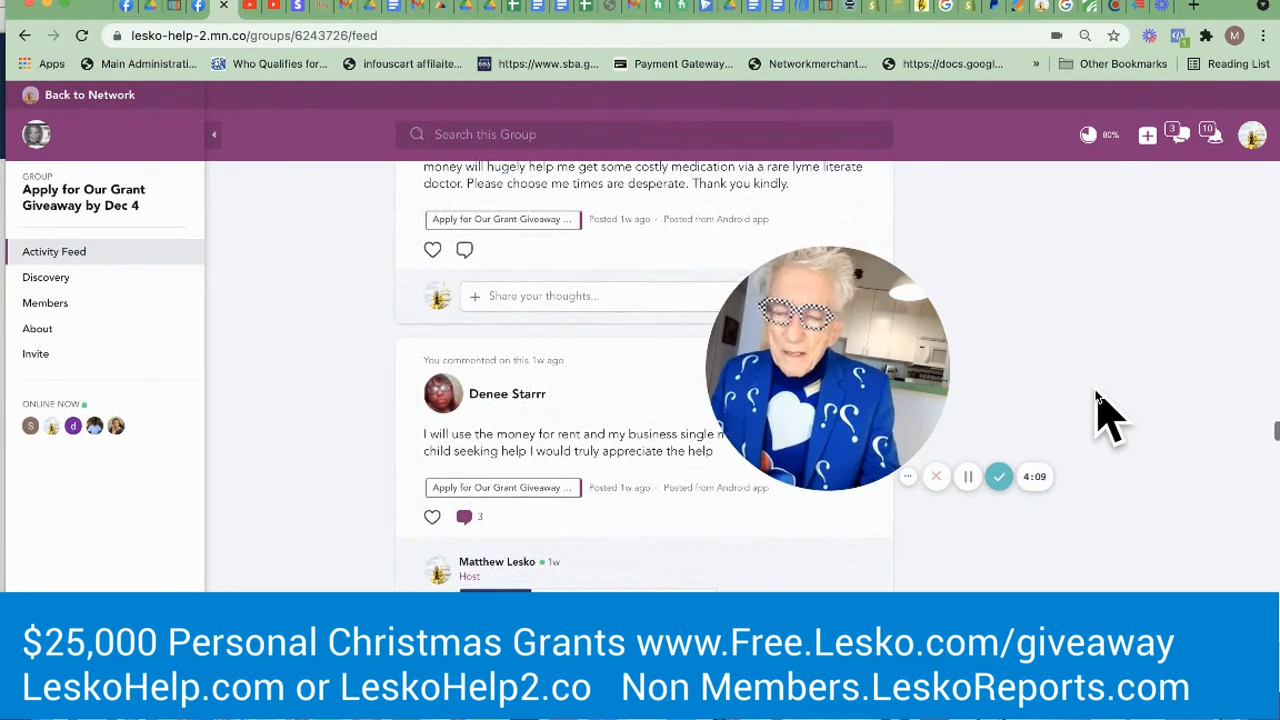 lesko-help-2.mn.co/groups/6243726/feed
Apps
Main Administrati...
Who Qualifies for...
infouscart affilaite...
https://www.sba.g...
Payment Gateway...
Networkmerchant...
https://docs.googl...
»
Other Bookmarks
Reading List
Back to Network
Search this Group
80%
3
10
GROUP
Apply for Our Grant
Giveaway by Dec 4
Activity Feed
Discovery
Members
About
Invite
ONLINE NOW
S
d
money will hugely help me get some costly medication via a rare lyme literate
doctor. Please choose me times are desperate. Thank you kindly.
Apply for Our Grant Giveaway ... Posted 1w ago · Posted from Android app
+ Share your thoughts...
You commented on this 1w ago
Denee Starrr
I will use the money for rent and my business single
child seeking help I would truly appreciate the help
Apply for Our Grant Giveaway ... Posted 1w ago · Posted from Android app
3
Matthew Lesko 1w
Host
4:09
$25,000 Personal Christmas Grants www.Free.Lesko.com/giveaway
LeskoHelp.com or LeskoHelp2.co Non Members.LeskoReports.com